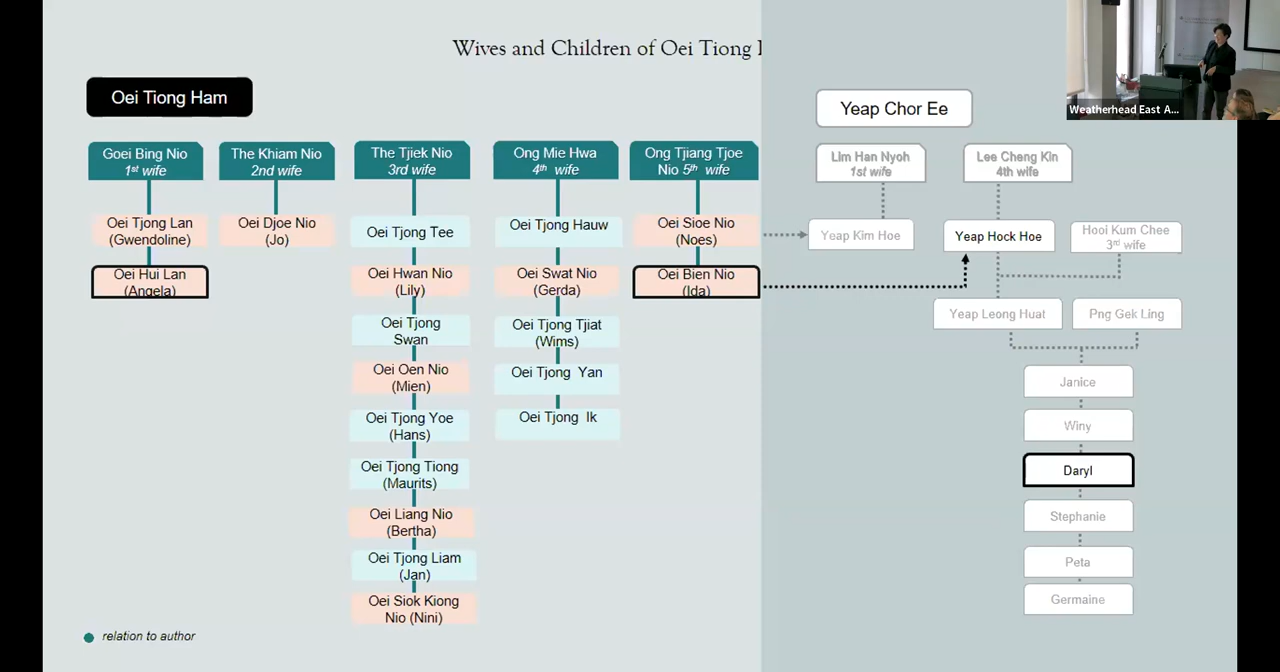 Wives and Children of Oei Tiong
Oei Tiong Ham
Goei Bing Nio
1st wife
Oei Tjong Lan
(Gwendoline)
Oei Hui Lan
(Angela)
The Khiam Nio
2nd wife
Oei Djoe Nio
(Jo)
The Tjiek Nio
3rd wife
Oei Tjong Tee
Oei Hwan Nio
(Lily)
Oei Tjong
Swan
Oei Oen Nio
(Mien)
Oei Tjong Yoe
(Hans)
Oei Tjong Tiong
(Maurits)
Oei Liang Nio
(Bertha)
Oei Tjong Liam
(Jan)
Oei Siok Kiong
Nio (Nini)
Ong Mie Hwa
4th wife
Oei Tjong Hauw
Oei Swat Nio
(Gerda)
Oei Tjong Tjiat
(Wims)
Oei Tjong Yan
Oei Tjong Ik
Ong Tjiang Tjoe
Nio 5th wife
Oei Sioe Nio
(Noes)
Oei Bien Nio
(Ida)
Yeap Chor Ee
Lim Han Nyoh
1st wife
Lee Cheng Kin
4th wife
Yeap Kim Hoe
Yeap Hock Hoe
Hooi Kum Chee
3rd wife
Yeap Leong Huat
Png Gek Ling
Janice
Winy
Daryl
Stephanie
Peta
Germaine
relation to author
Weatherhead East A...